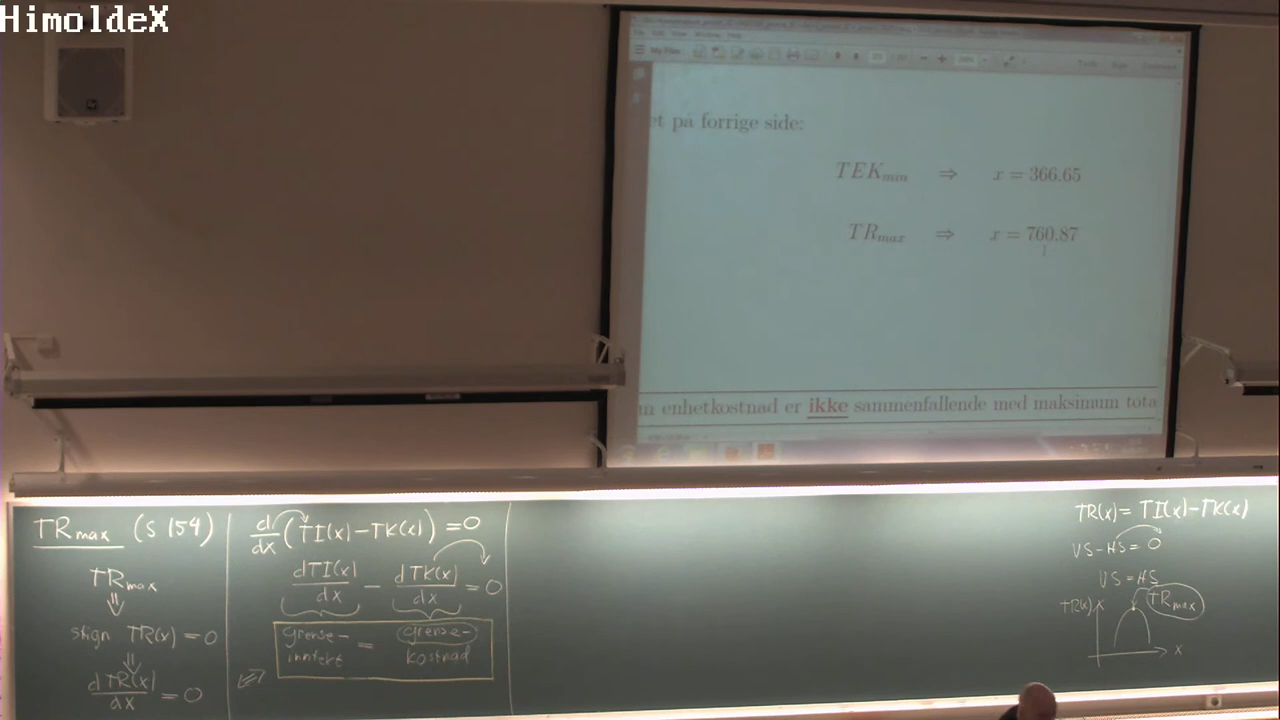 HimoldeX
et på forrige side:
TEK_min ⇒ x = 366.65
TR_max ⇒ x = 760.87
enhetkostnad er ikke sammenfallende med maksimum tota
TR_max (S 154)
TR_max
⇓
stign TR(x) = 0
⇓
dTR(x)/dx = 0
d/dx (TI(x) - TK(x)) = 0
dTI(x)/dx - dTK(x)/dx = 0
grense-inntekt = grense-kostnad
TR(x) = TI(x) - TK(x)
VS - HS = 0
VS = HS
TR(x)
TR_max
x